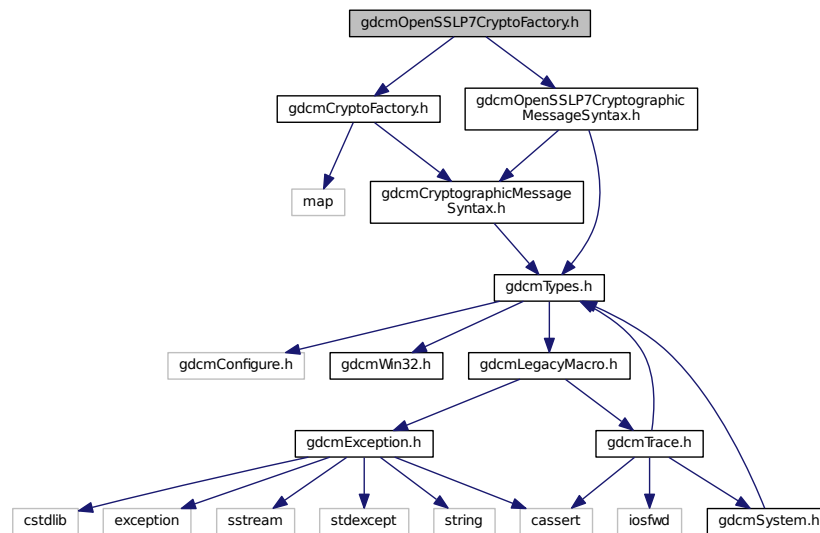 gdcmOpenSSLP7CryptoFactory.h
gdcmCryptoFactory.h
gdcmOpenSSLP7Cryptographic
MessageSyntax.h
map
gdcmCryptographicMessage
Syntax.h
gdcmTypes.h
gdcmConfigure.h
gdcmWin32.h
gdcmLegacyMacro.h
gdcmException.h
gdcmTrace.h
cstdlib
exception
sstream
stdexcept
string
cassert
iosfwd
gdcmSystem.h